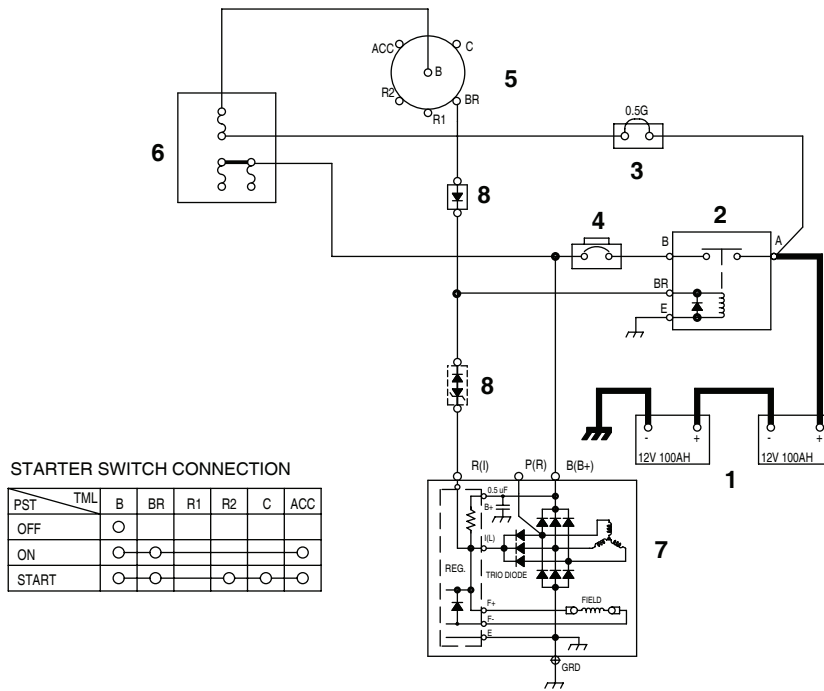 ACC
C
B
5
R2
BR
R1
6
0.5G
3
8
4
2
B
A
BR
E
8
- +
- +
12V 100AH
12V 100AH
1
R(I)
P(R)
B(B+)
0.5 uF
B+
I(L)
7
REG.
TRIO DIODE
F+
FIELD
F-
E
GRD
STARTER SWITCH CONNECTION
PST TML B BR R1 R2 C ACC
OFF
ON
START